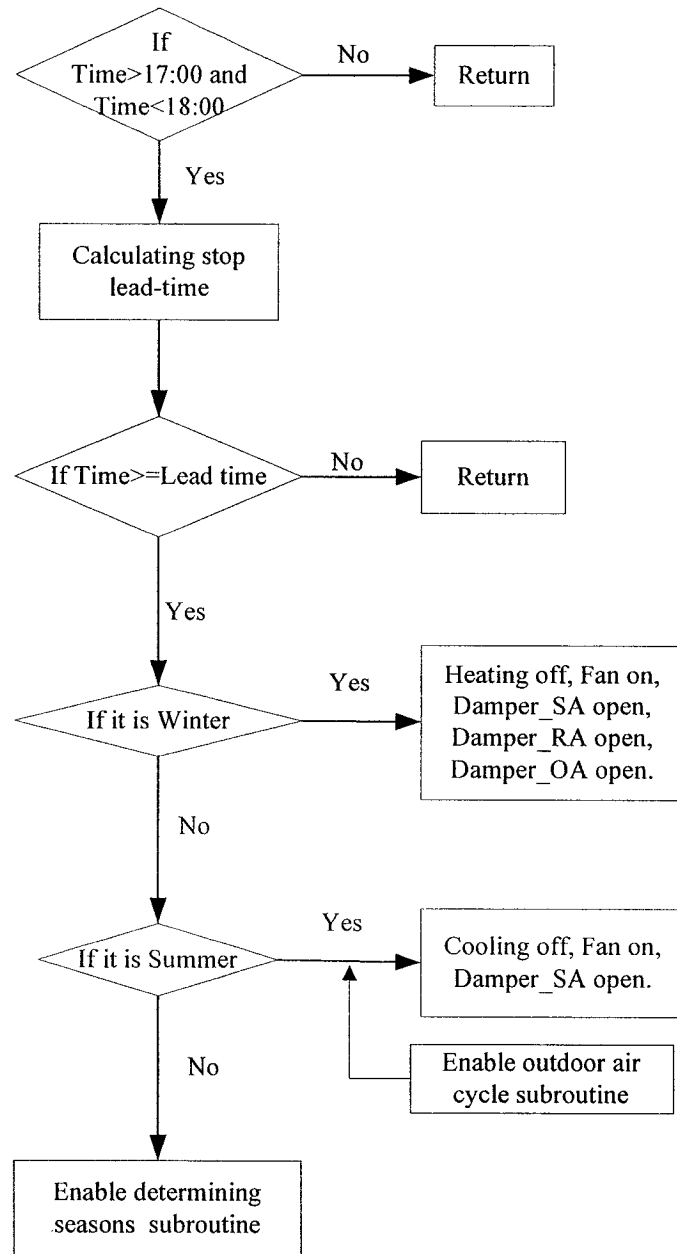 If
Time>17:00 and
Time<18:00
No
Return
Yes
Calculating stop
lead-time
If Time>=Lead time
No
Return
Yes
If it is Winter
Yes
Heating off, Fan on,
Damper_SA open,
Damper_RA open,
Damper_OA open.
No
If it is Summer
Yes
Cooling off, Fan on,
Damper_SA open.
No
Enable outdoor air
cycle subroutine
Enable determining
seasons subroutine